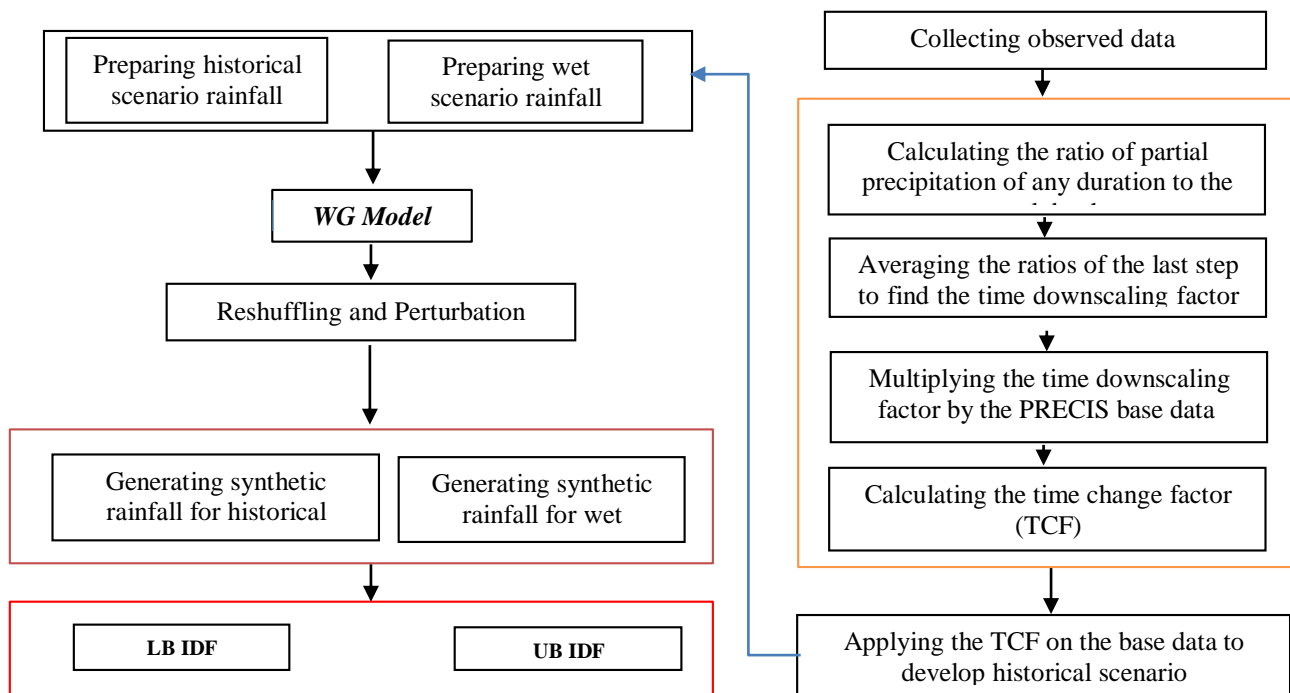 Preparing historical
scenario rainfall
Preparing wet
scenario rainfall
WG Model
Reshuffling and Perturbation
Generating synthetic
rainfall for historical
Generating synthetic
rainfall for wet
LB IDF
UB IDF
Collecting observed data
Calculating the ratio of partial
precipitation of any duration to the
Averaging the ratios of the last step
to find the time downscaling factor
Multiplying the time downscaling
factor by the PRECIS base data
Calculating the time change factor
(TCF)
Applying the TCF on the base data to
develop historical scenario